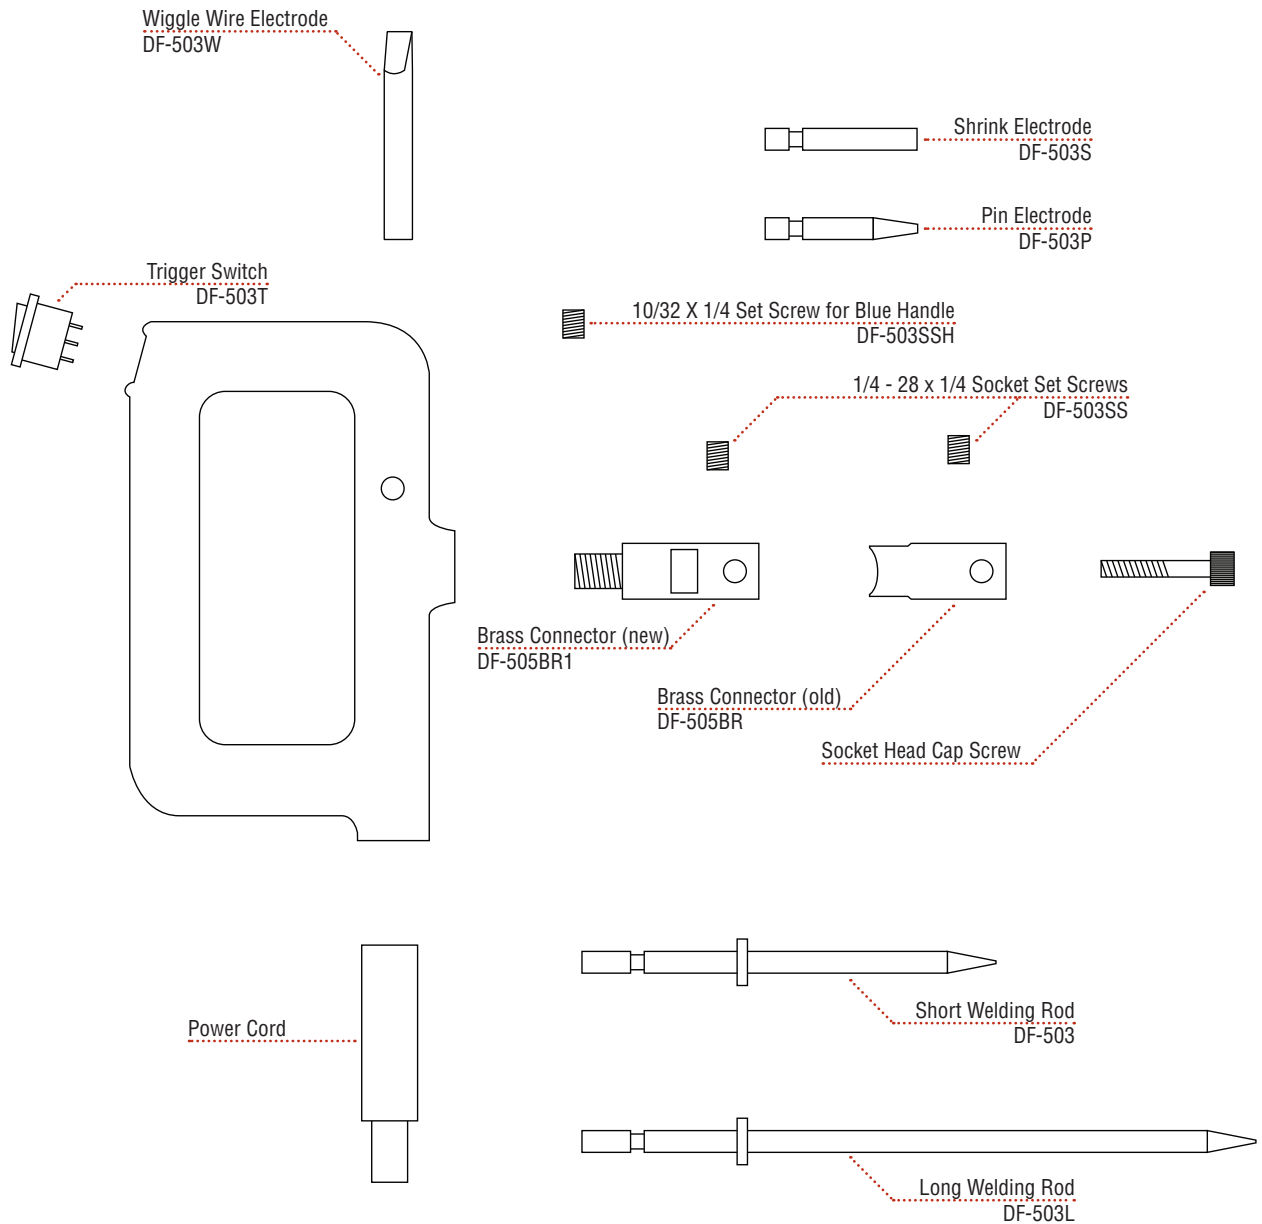 Wiggle Wire Electrode
DF-503W
Shrink Electrode
DF-503S
Pin Electrode
DF-503P
Trigger Switch
DF-503T
10/32 X 1/4 Set Screw for Blue Handle
DF-503SSH
1/4 - 28 x 1/4 Socket Set Screws
DF-503SS
Brass Connector (new)
DF-505BR1
Brass Connector (old)
DF-505BR
Socket Head Cap Screw
Short Welding Rod
DF-503
Power Cord
Long Welding Rod
DF-503L